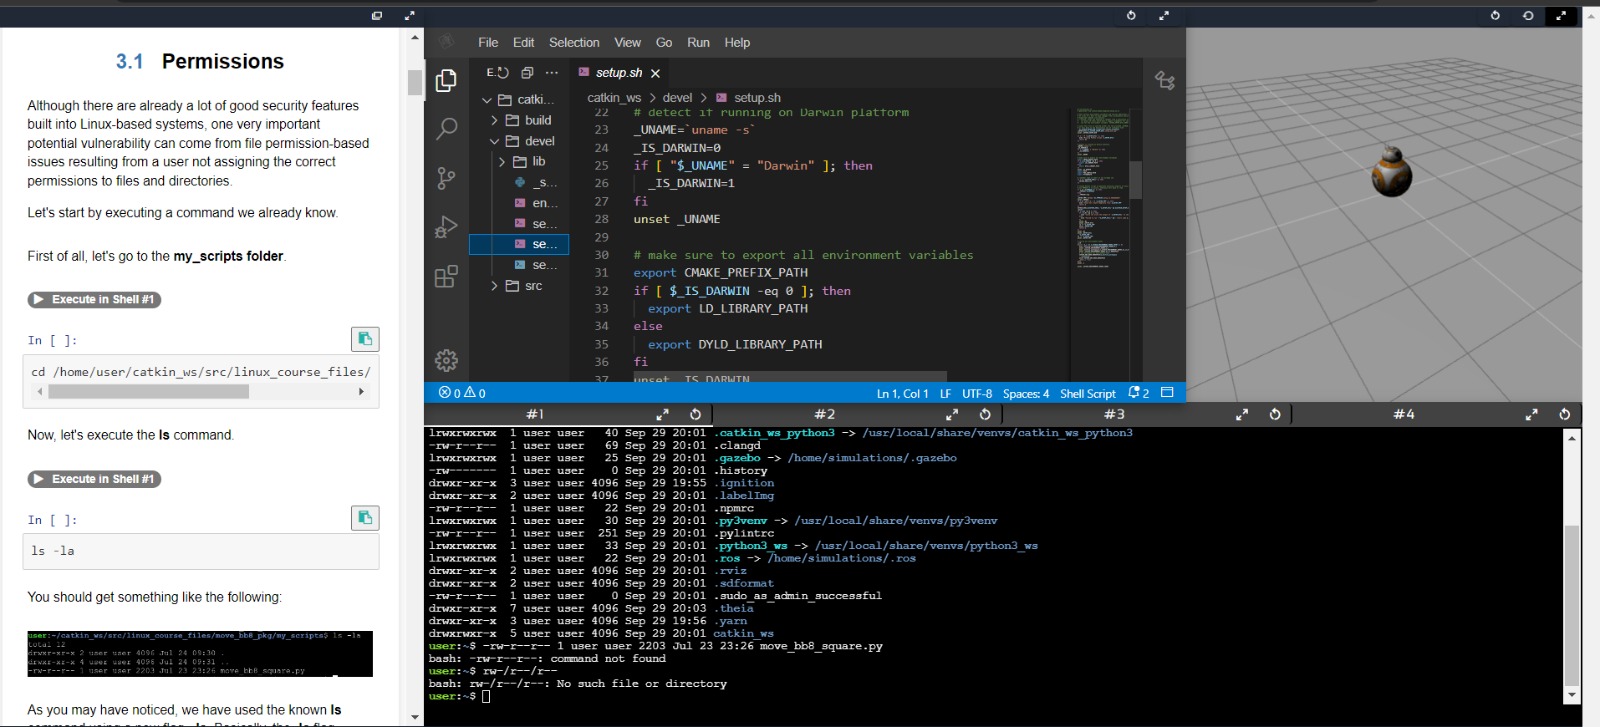 3.1 Permissions
Although there are already a lot of good security features
built into Linux-based systems, one very important
potential vulnerability can come from file permission-based
issues resulting from a user not assigning the correct
permissions to files and directories.
Let's start by executing a command we already know.
First of all, let's go to the my_scripts folder.
Execute in Shell #1
In [ ]:
cd /home/user/catkin_ws/src/linux_course_files/
Now, let's execute the ls command.
Execute in Shell #1
In [ ]:
ls -la
You should get something like the following:
user:~/catkin_ws/src/linux_course_files/move_bb8_pkg/my_scripts$ ls -la
total 12
drwxr-xr-x 2 user user 4096 Jul 24 09:30 .
drwxr-xr-x 4 user user 4096 Jul 24 09:31 ..
-rw-r--r-- 1 user user 2203 Jul 23 23:26 move_bb8_square.py
As you may have noticed, we have used the known ls
File Edit Selection View Go Run Help
E...
catki...
build
devel
lib
_s...
en...
se...
se...
se...
src
setup.sh
catkin_ws > devel > setup.sh
22 # detect if running on Darwin platform
23 _UNAME=`uname -s`
24 _IS_DARWIN=0
25 if [ "$_UNAME" = "Darwin" ]; then
26 _IS_DARWIN=1
27 fi
28 unset _UNAME
29
30 # make sure to export all environment variables
31 export CMAKE_PREFIX_PATH
32 if [ $_IS_DARWIN -eq 0 ]; then
33 export LD_LIBRARY_PATH
34 else
35 export DYLD_LIBRARY_PATH
36 fi
37 unset _IS_DARWIN
0 0 Ln 1, Col 1 LF UTF-8 Spaces: 4 Shell Script 2
#1 #2 #3 #4
lrwxrwxrwx 1 user user 40 Sep 29 20:01 .catkin_ws_python3 -> /usr/local/share/venvs/catkin_ws_python3
-rw-r--r-- 1 user user 69 Sep 29 20:01 .clangd
lrwxrwxrwx 1 user user 25 Sep 29 20:01 .gazebo -> /home/simulations/.gazebo
-rw------- 1 user user 0 Sep 29 20:01 .history
drwxr-xr-x 3 user user 4096 Sep 29 19:55 .ignition
drwxr-xr-x 2 user user 4096 Sep 29 20:01 .labelImg
-rw-r--r-- 1 user user 22 Sep 29 20:01 .npmrc
lrwxrwxrwx 1 user user 30 Sep 29 20:01 .py3venv -> /usr/local/share/venvs/py3venv
-rw-r--r-- 1 user user 251 Sep 29 20:01 .pylintrc
lrwxrwxrwx 1 user user 33 Sep 29 20:01 .python3_ws -> /usr/local/share/venvs/python3_ws
lrwxrwxrwx 1 user user 22 Sep 29 20:01 .ros -> /home/simulations/.ros
drwxr-xr-x 2 user user 4096 Sep 29 20:01 .rviz
drwxr-xr-x 2 user user 4096 Sep 29 20:01 .sdformat
-rw-r--r-- 1 user user 0 Sep 29 20:01 .sudo_as_admin_successful
drwxr-xr-x 7 user user 4096 Sep 29 20:03 .theia
drwxr-xr-x 3 user user 4096 Sep 29 19:56 .yarn
drwxrwxr-x 5 user user 4096 Sep 29 20:01 catkin_ws
user:~$ -rw-r--r-- 1 user user 2203 Jul 23 23:26 move_bb8_square.py
bash: -rw-r--r--: command not found
user:~$ rw-/r--/r--
bash: rw-/r--/r--: No such file or directory
user:~$